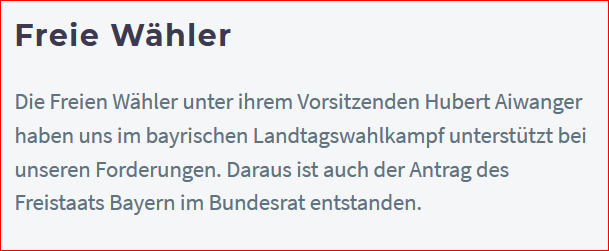 Freie Wähler
Die Freien Wähler unter ihrem Vorsitzenden Hubert Aiwanger
haben uns im bayrischen Landtagswahlkampf unterstützt bei
unseren Forderungen. Daraus ist auch der Antrag des
Freistaats Bayern im Bundesrat entstanden.